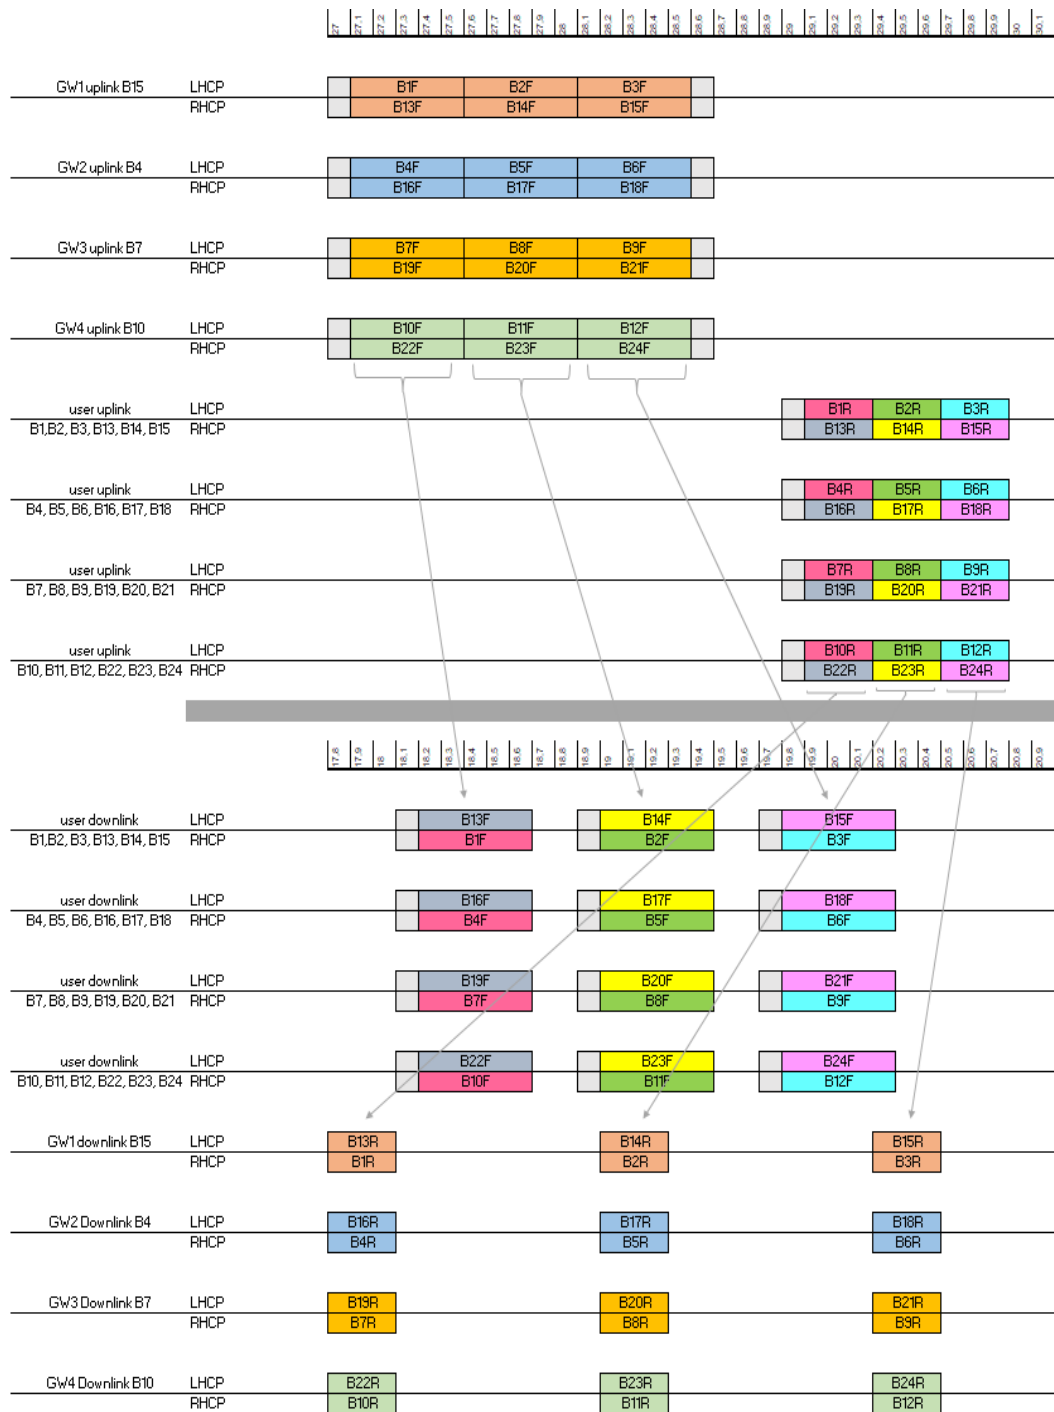 27 27,1 27,2 27,3 27,4 27,5 27,6 27,7 27,8 27,9 28 28,1 28,2 28,3 28,4 28,5 28,6 28,7 28,8 28,9 29 29,1 29,2 29,3 29,4 29,5 29,6 29,7 29,8 29,9 30 30,1
GW1 uplink B15 LHCP B1F B2F B3F
RHCP B13F B14F B15F
GW2 uplink B4 LHCP B4F B5F B6F
RHCP B16F B17F B18F
GW3 uplink B7 LHCP B7F B8F B9F
RHCP B19F B20F B21F
GW4 uplink B10 LHCP B10F B11F B12F
RHCP B22F B23F B24F
user uplink LHCP B1R B2R B3R
B1,B2, B3, B13, B14, B15 RHCP B13R B14R B15R
user uplink LHCP B4R B5R B6R
B4, B5, B6, B16, B17, B18 RHCP B16R B17R B18R
user uplink LHCP B7R B8R B9R
B7, B8, B9, B19, B20, B21 RHCP B19R B20R B21R
user uplink LHCP B10R B11R B12R
B10, B11, B12, B22, B23, B24 RHCP B22R B23R B24R
17,8 17,9 18 18,1 18,2 18,3 18,4 18,5 18,6 18,7 18,8 18,9 19 19,1 19,2 19,3 19,4 19,5 19,6 19,7 19,8 19,9 20 20,1 20,2 20,3 20,4 20,5 20,6 20,7 20,8 20,9
user downlink LHCP B13F B14F B15F
B1,B2, B3, B13, B14, B15 RHCP B1F B2F B3F
user downlink LHCP B16F B17F B18F
B4, B5, B6, B16, B17, B18 RHCP B4F B5F B6F
user downlink LHCP B19F B20F B21F
B7, B8, B9, B19, B20, B21 RHCP B7F B8F B9F
user downlink LHCP B22F B23F B24F
B10, B11, B12, B22, B23, B24 RHCP B10F B11F B12F
GW1 downlink B15 LHCP B13R B14R B15R
RHCP B1R B2R B3R
GW2 Downlink B4 LHCP B16R B17R B18R
RHCP B4R B5R B6R
GW3 Downlink B7 LHCP B19R B20R B21R
RHCP B7R B8R B9R
GW4 Downlink B10 LHCP B22R B23R B24R
RHCP B10R B11R B12R